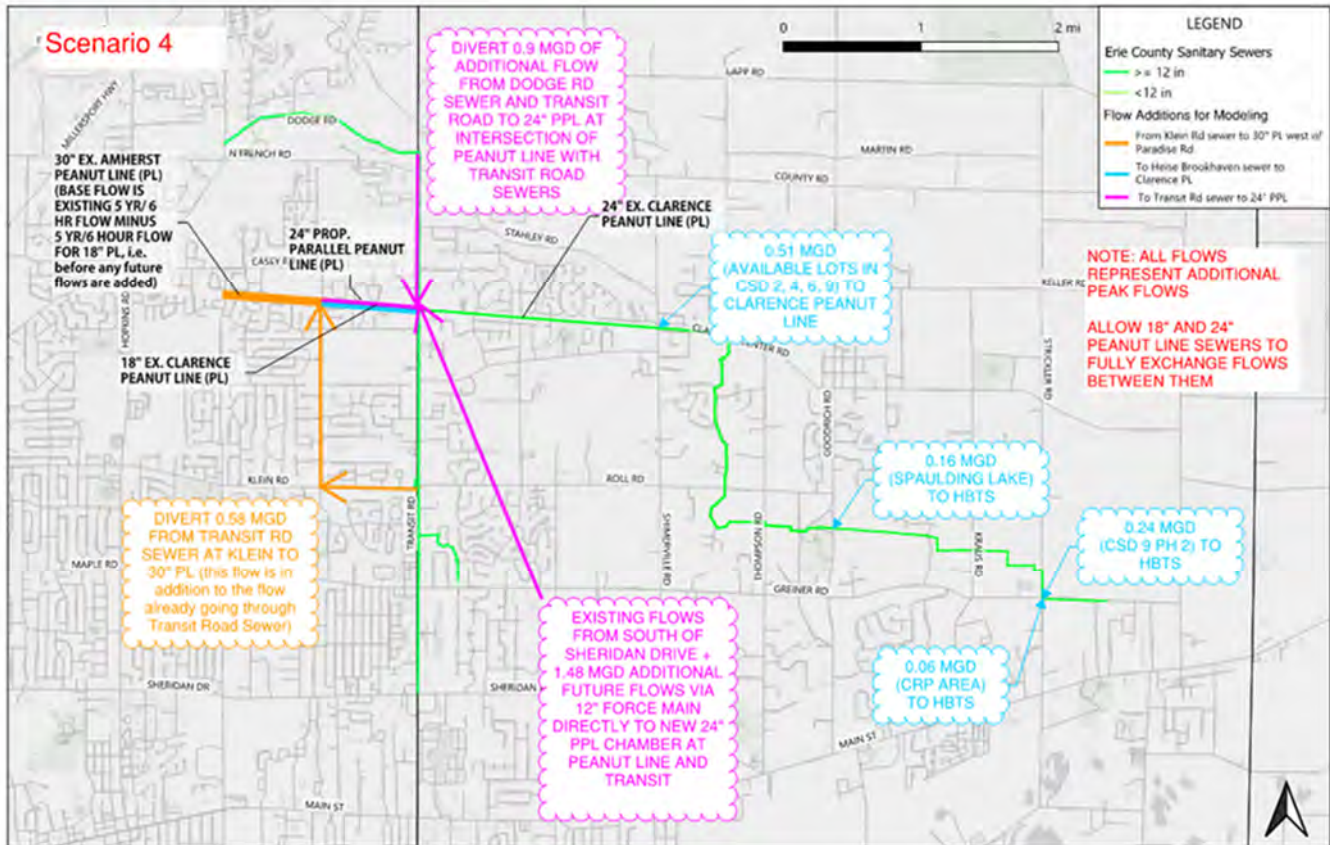 Scenario 4
0
1
2 mi
LEGEND
Erie County Sanitary Sewers
>= 12 in
<12 in
Flow Additions for Modeling
From Klein Rd sewer to 30" PL west of
Paradise Rd
To Heise Brookhaven sewer to
Clarence PL
To Transit Rd sewer to 24" PPL
DIVERT 0.9 MGD OF
ADDITIONAL FLOW
FROM DODGE RD
SEWER AND TRANSIT
ROAD TO 24" PPL AT
INTERSECTION OF
PEANUT LINE WITH
TRANSIT ROAD
SEWERS
LAPP RD
MILLERSPORT HWY
DODGE RD
N FRENCH RD
MARTIN RD
COUNTY RD
30" EX. AMHERST
PEANUT LINE (PL)
(BASE FLOW IS
EXISTING 5 YR/ 6
HR FLOW MINUS
5 YR/6 HOUR FLOW
FOR 18" PL, i.e.
before any future
flows are added)
24" PROP.
PARALLEL PEANUT
LINE (PL)
24" EX. CLARENCE
PEANUT LINE (PL)
STAHLEY RD
CASEY
0.51 MGD
(AVAILABLE LOTS IN
CSD 2, 4, 6, 9) TO
CLARENCE PEANUT
LINE
NOTE: ALL FLOWS
REPRESENT ADDITIONAL
PEAK FLOWS
ALLOW 18" AND 24"
PEANUT LINE SEWERS TO
FULLY EXCHANGE FLOWS
BETWEEN THEM
KELLER RD
HOPKINS RD
18" EX. CLARENCE
PEANUT LINE (PL)
STRICKLER RD
GOODRICH RD
KLEIN RD
ROLL RD
0.16 MGD
(SPAULDING LAKE)
TO HBTS
DIVERT 0.58 MGD
FROM TRANSIT RD
SEWER AT KLEIN TO
30" PL (this flow is in
addition to the flow
already going through
Transit Road Sewer)
TRANSIT RD
SHIMERVILLE RD
THOMPSON RD
KRAUS RD
0.24 MGD
(CSD 9 PH 2) TO
HBTS
MAPLE RD
GREINER RD
EXISTING FLOWS
FROM SOUTH OF
SHERIDAN DRIVE +
1.48 MGD ADDITIONAL
FUTURE FLOWS VIA
12" FORCE MAIN
DIRECTLY TO NEW 24"
PPL CHAMBER AT
PEANUT LINE AND
TRANSIT
0.06 MGD
(CRP AREA)
TO HBTS
SHERIDAN DR
SHERIDAN
MAIN ST
MAIN ST